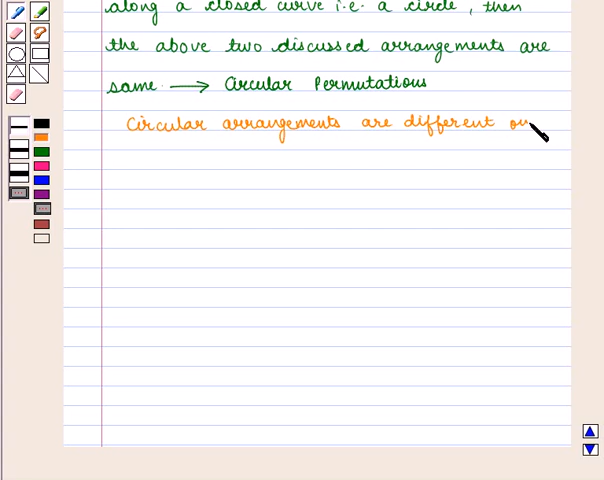 along a closed curve i.e. a circle, then
the above two discussed arrangements are
same. → Circular Permutations
Circular arrangements are different